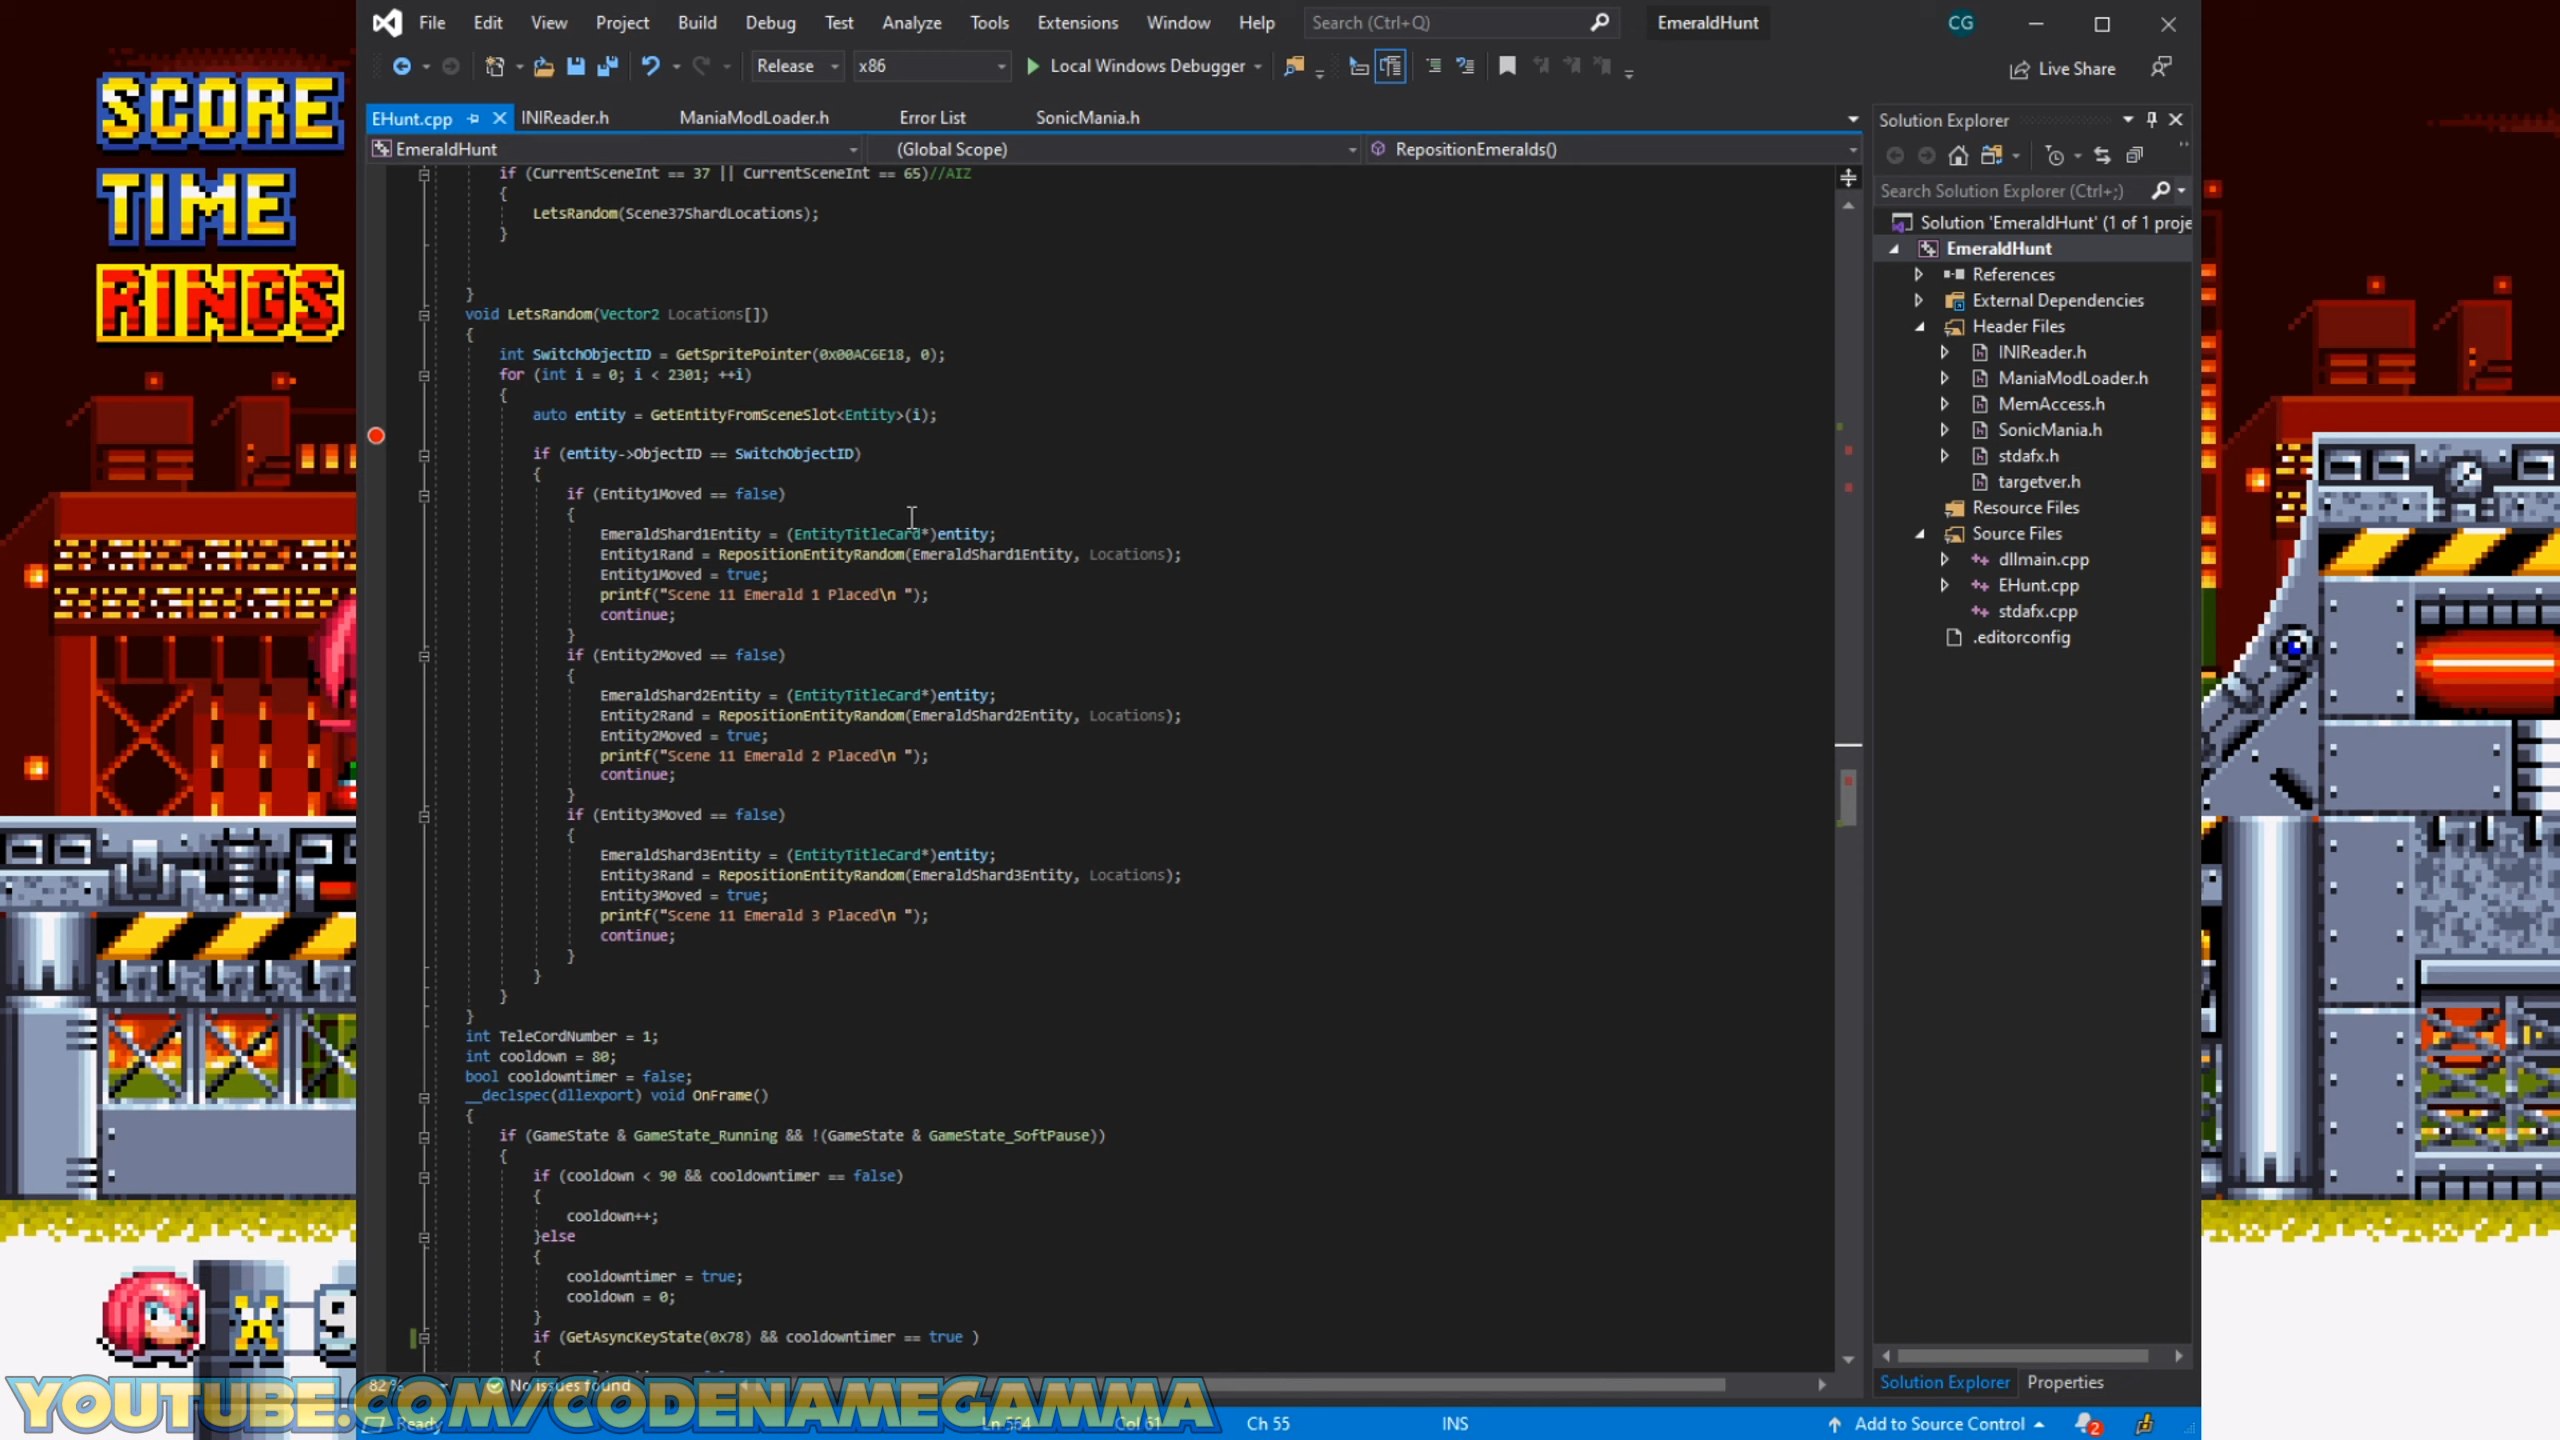 SCORE
TIME
RINGS
File Edit View Project Build Debug Test Analyze Tools Extensions Window Help Search (Ctrl+Q) EmeraldHunt CG
Release x86 Local Windows Debugger Live Share
EHunt.cpp INIReader.h ManiaModLoader.h Error List SonicMania.h
EmeraldHunt (Global Scope) RepositionEmeralds()
if (CurrentSceneInt == 37 || CurrentSceneInt == 65)//AIZ
{
LetsRandom(Scene37ShardLocations);
}
}
void LetsRandom(Vector2 Locations[])
{
int SwitchObjectID = GetSpritePointer(0x00AC6E18, 0);
for (int i = 0; i < 2301; ++i)
{
auto entity = GetEntityFromSceneSlot<Entity>(i);
if (entity->ObjectID == SwitchObjectID)
{
if (Entity1Moved == false)
{
EmeraldShard1Entity = (EntityTitleCard*)entity;
Entity1Rand = RepositionEntityRandom(EmeraldShard1Entity, Locations);
Entity1Moved = true;
printf("Scene 11 Emerald 1 Placed\n ");
continue;
}
if (Entity2Moved == false)
{
EmeraldShard2Entity = (EntityTitleCard*)entity;
Entity2Rand = RepositionEntityRandom(EmeraldShard2Entity, Locations);
Entity2Moved = true;
printf("Scene 11 Emerald 2 Placed\n ");
continue;
}
if (Entity3Moved == false)
{
EmeraldShard3Entity = (EntityTitleCard*)entity;
Entity3Rand = RepositionEntityRandom(EmeraldShard3Entity, Locations);
Entity3Moved = true;
printf("Scene 11 Emerald 3 Placed\n ");
continue;
}
}
}
}
int TeleCordNumber = 1;
int cooldown = 80;
bool cooldowntimer = false;
__declspec(dllexport) void OnFrame()
{
if (GameState & GameState_Running && !(GameState & GameState_SoftPause))
{
if (cooldown < 90 && cooldowntimer == false)
{
cooldown++;
}else
{
cooldowntimer = true;
cooldown = 0;
}
if (GetAsyncKeyState(0x78) && cooldowntimer == true )
{
Solution Explorer
Search Solution Explorer (Ctrl+;)
Solution 'EmeraldHunt' (1 of 1 proje
EmeraldHunt
References
External Dependencies
Header Files
INIReader.h
ManiaModLoader.h
MemAccess.h
SonicMania.h
stdafx.h
targetver.h
Resource Files
Source Files
dllmain.cpp
EHunt.cpp
stdafx.cpp
.editorconfig
Solution Explorer Properties
82 % No issues found
Ready Ln 564 Col 61 Ch 55 INS Add to Source Control 2
X 9
YOUTUBE.COM/CODENAMEGAMMA